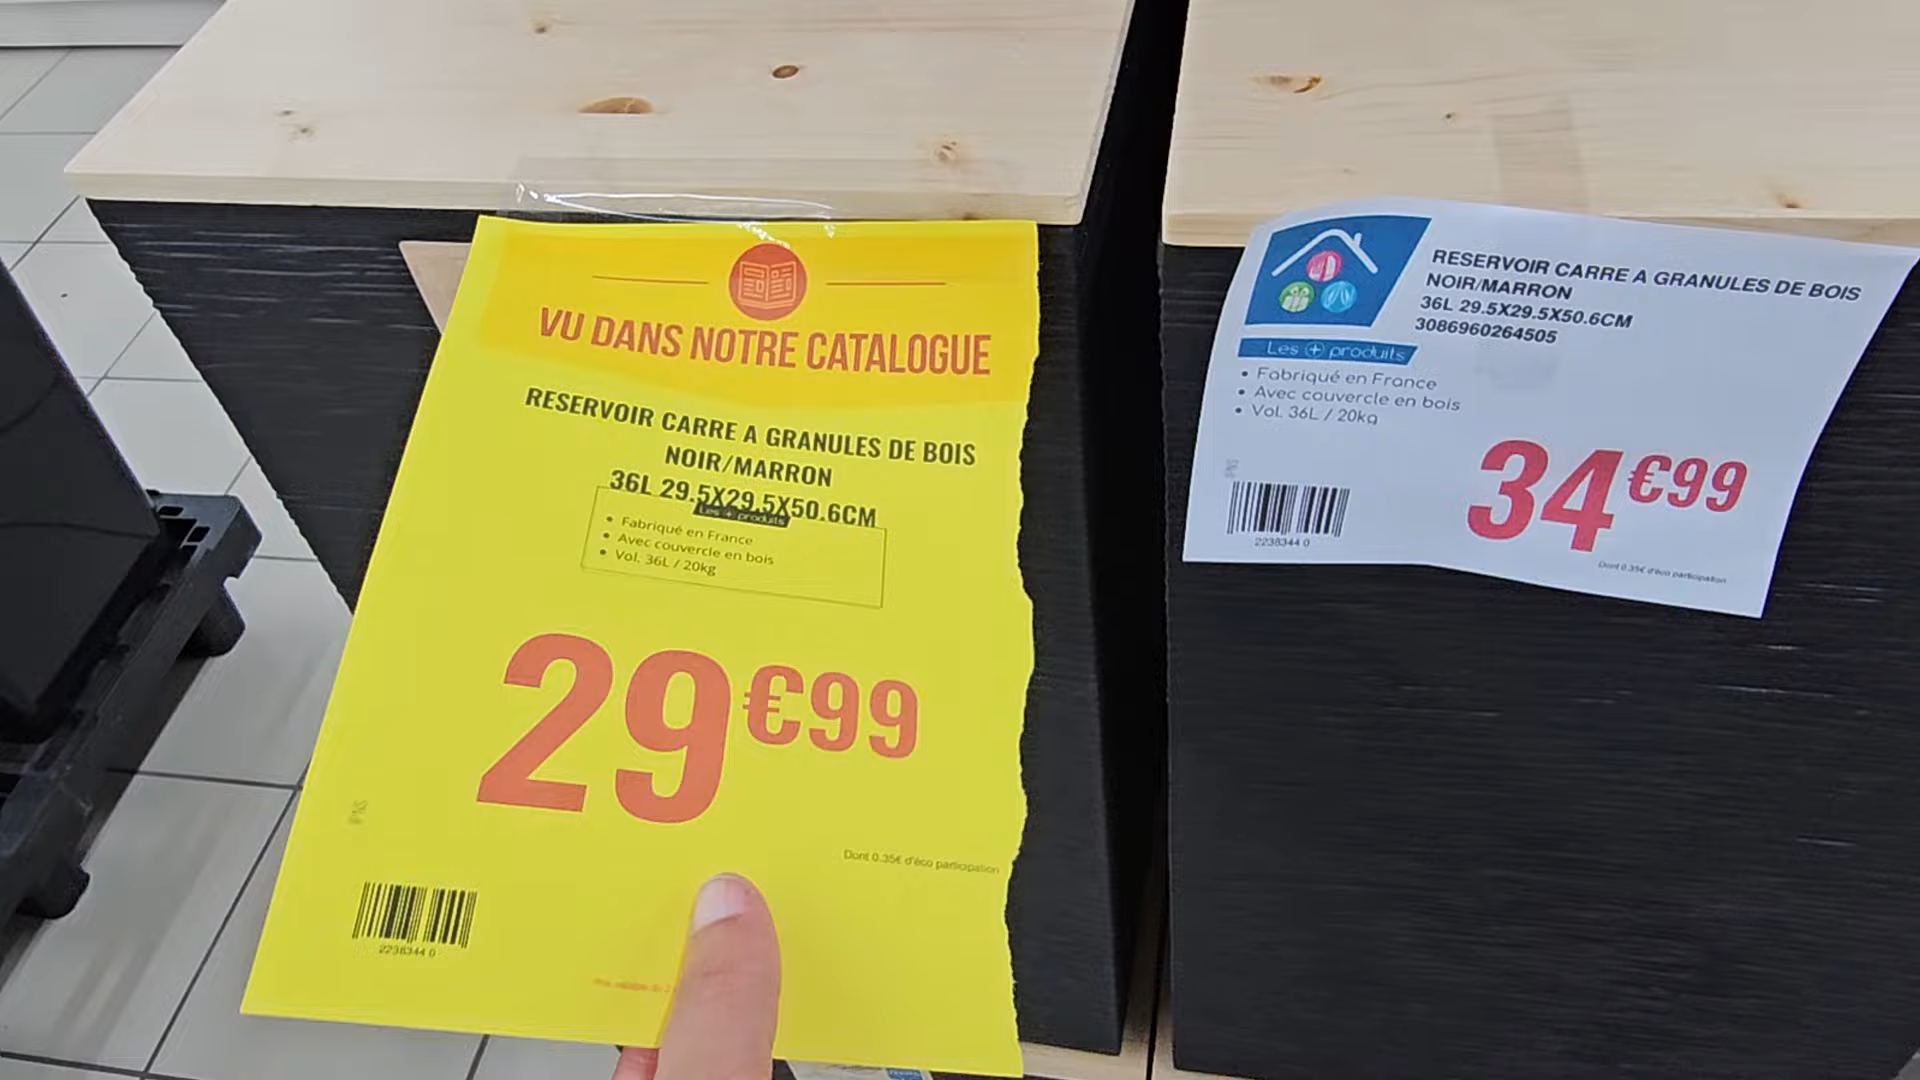 VU DANS NOTRE CATALOGUE
RESERVOIR CARRE A GRANULES DE BOIS
NOIR/MARRON
36L 29.5X29.5X50.6CM
Les + produits
• Fabriqué en France
• Avec couvercle en bois
• Vol. 36L / 20kg
29€99
Dont 0.35€ d'éco participation
2238344 0
RESERVOIR CARRE A GRANULES DE BOIS
NOIR/MARRON
36L 29.5X29.5X50.6CM
3086960264505
Les + produits
• Fabriqué en France
• Avec couvercle en bois
• Vol. 36L / 20kg
34€99
2238344 0
Dont 0.35€ d'éco participation